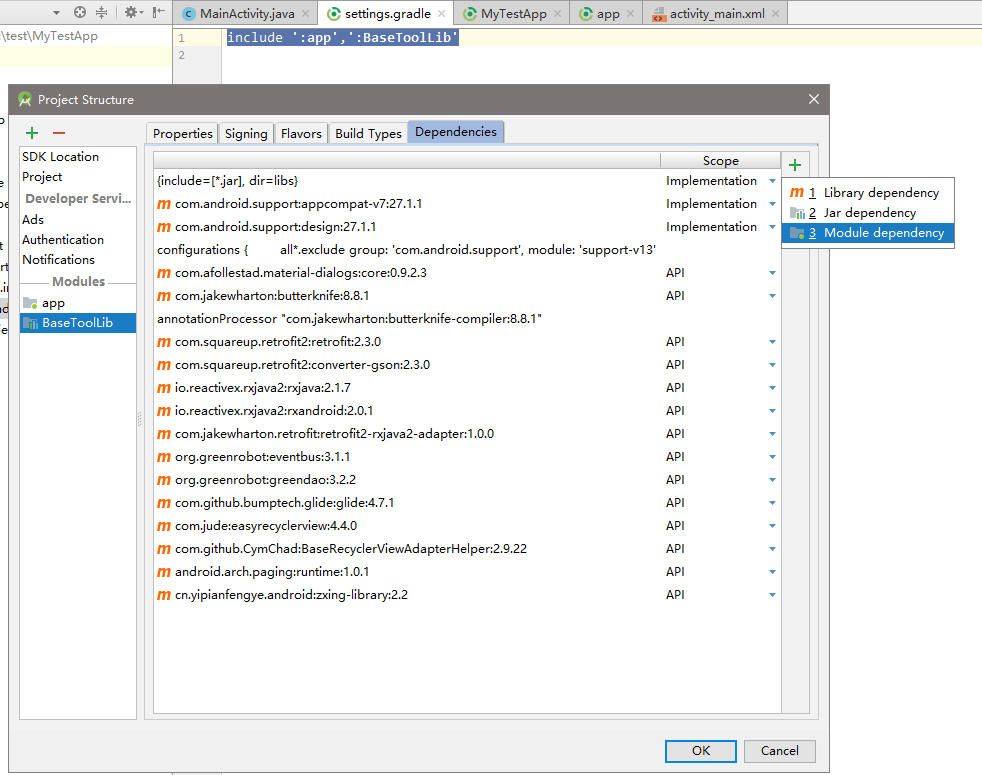 MainActivity.java
settings.gradle
MyTestApp
app
activity_main.xml
\test\MyTestApp
1 include ':app',':BaseToolLib'
2
Project Structure
Properties
Signing
Flavors
Build Types
Dependencies
SDK Location
Project
Developer Servi...
Ads
Authentication
Notifications
Modules
app
BaseToolLib
Scope
{include=[*.jar], dir=libs} Implementation
m com.android.support:appcompat-v7:27.1.1 Implementation
m com.android.support:design:27.1.1 Implementation
configurations { all*.exclude group: 'com.android.support', module: 'support-v13'
m com.afollestad.material-dialogs:core:0.9.2.3 API
m com.jakewharton:butterknife:8.8.1 API
annotationProcessor "com.jakewharton:butterknife-compiler:8.8.1"
m com.squareup.retrofit2:retrofit:2.3.0 API
m com.squareup.retrofit2:converter-gson:2.3.0 API
m io.reactivex.rxjava2:rxjava:2.1.7 API
m io.reactivex.rxjava2:rxandroid:2.0.1 API
m com.jakewharton.retrofit:retrofit2-rxjava2-adapter:1.0.0 API
m org.greenrobot:eventbus:3.1.1 API
m org.greenrobot:greendao:3.2.2 API
m com.github.bumptech.glide:glide:4.7.1 API
m com.jude:easyrecyclerview:4.4.0 API
m com.github.CymChad:BaseRecyclerViewAdapterHelper:2.9.22 API
m android.arch.paging:runtime:1.0.1 API
m cn.yipianfengye.android:zxing-library:2.2 API
m 1 Library dependency
2 Jar dependency
3 Module dependency
OK
Cancel